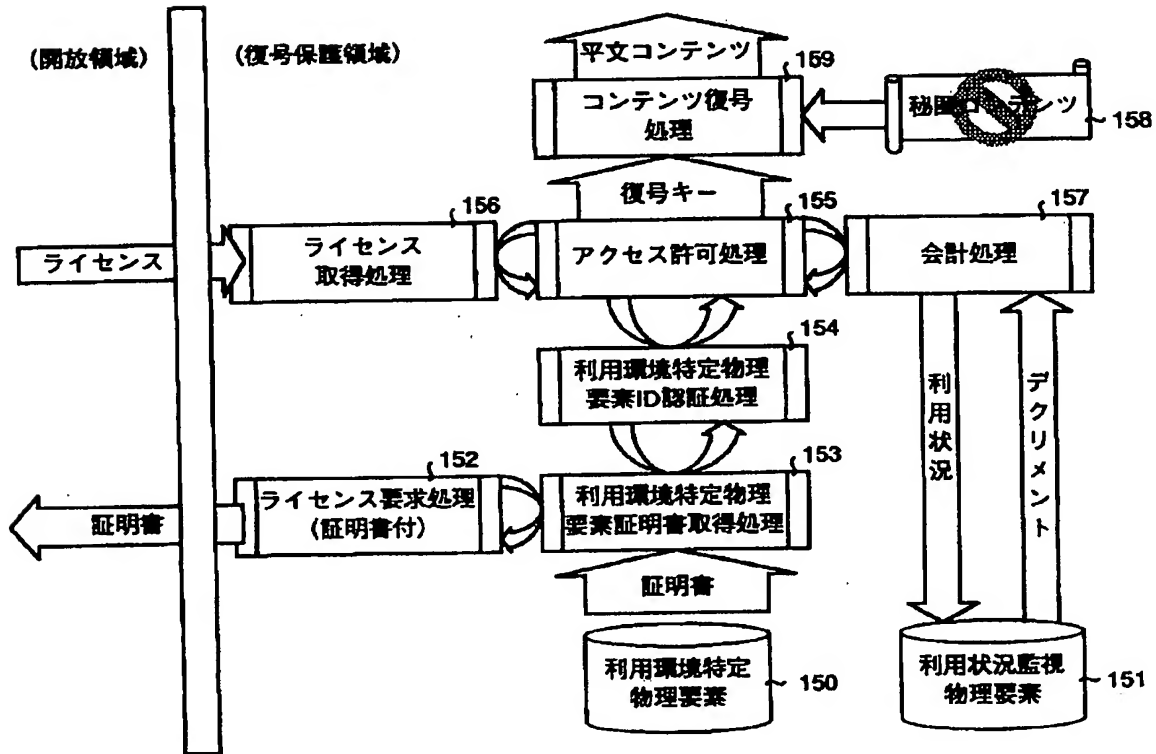 (開放領域)
(復号保護領域)
平文コンテンツ
159
コンテンツ復号
処理
158
復号キー
156
155
157
ライセンス
ライセンス
取得処理
アクセス許可処理
会計処理
154
利用環境特定物理
要素ID認証処理
利用状況
デクリメント
152
153
証明書
ライセンス要求処理
(証明書付)
利用環境特定物理
要素証明書取得処理
証明書
利用環境特定
物理要素
150
利用状況監視
物理要素
151